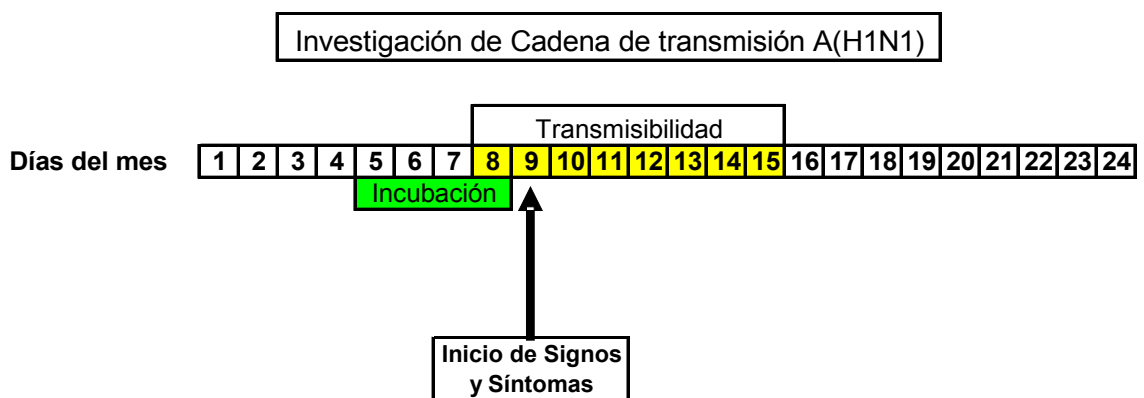 Investigación de Cadena de transmisión A(H1N1)
Transmisibilidad
Días del mes 1 2 3 4 5 6 7 8 9 10 11 12 13 14 15 16 17 18 19 20 21 22 23 24
Incubación
Inicio de Signos
y Síntomas